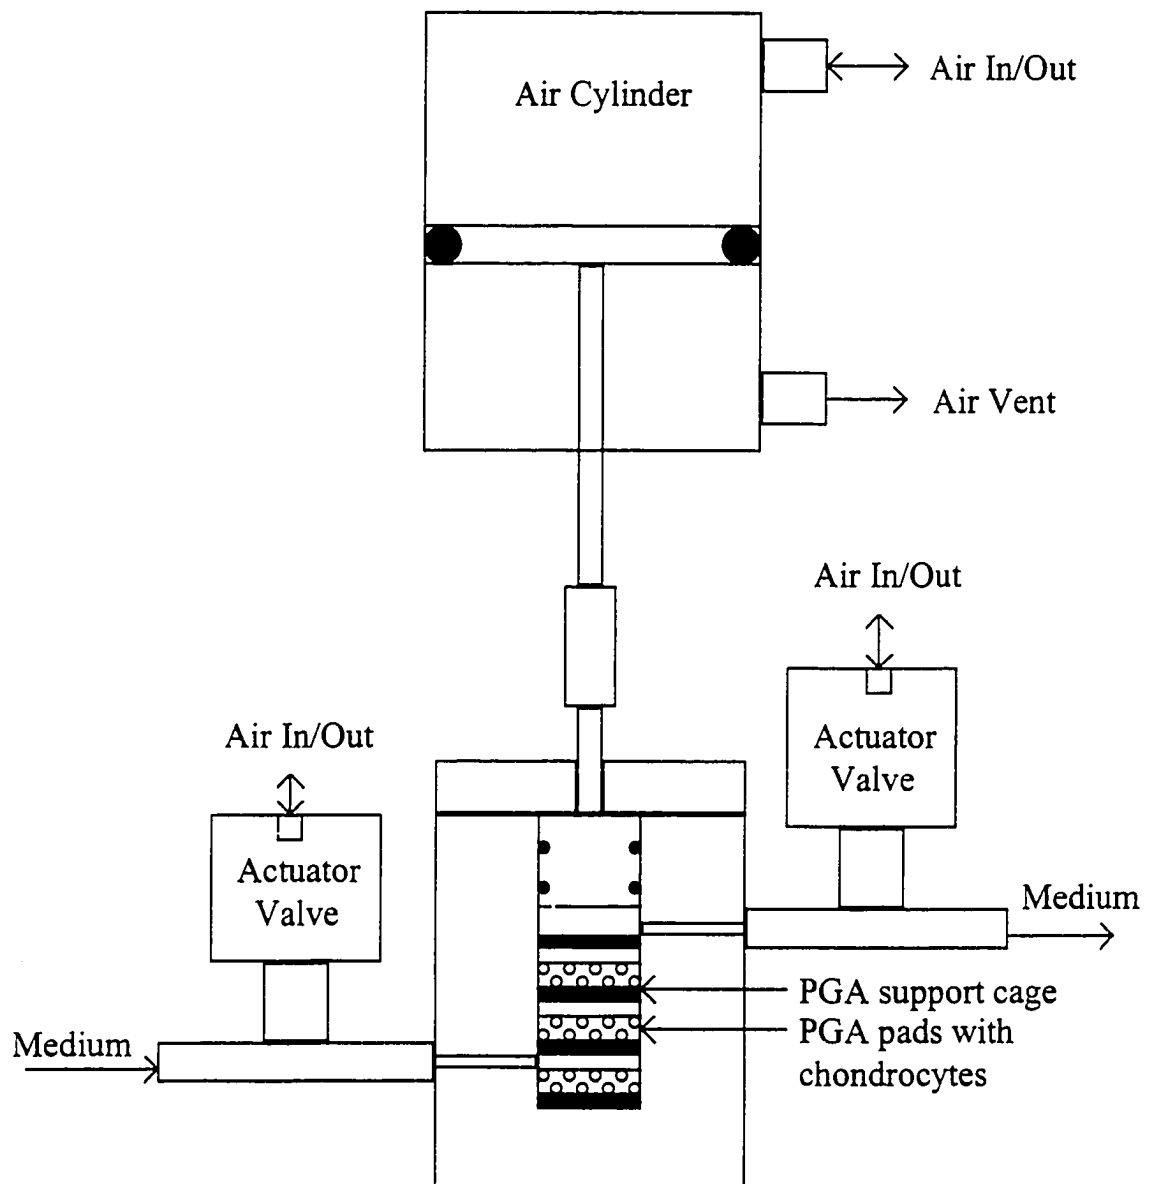 Air Cylinder
Air In/Out
Air Vent
Air In/Out
Actuator
Valve
Air In/Out
Actuator
Valve
Medium
PGA support cage
PGA pads with
chondrocytes
Medium